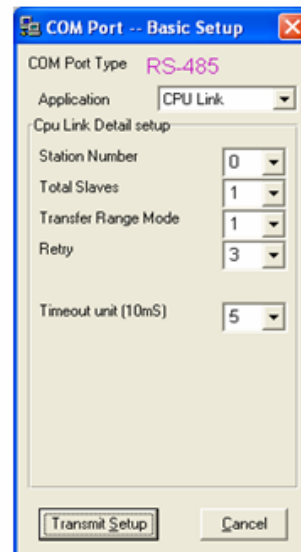 COM Port -- Basic Setup
COM Port Type RS-485
Application CPU Link
Cpu Link Detail setup
Station Number 0
Total Slaves 1
Transfer Range Mode 1
Retry 3
Timeout unit (10mS) 5
Transmit Setup Cancel